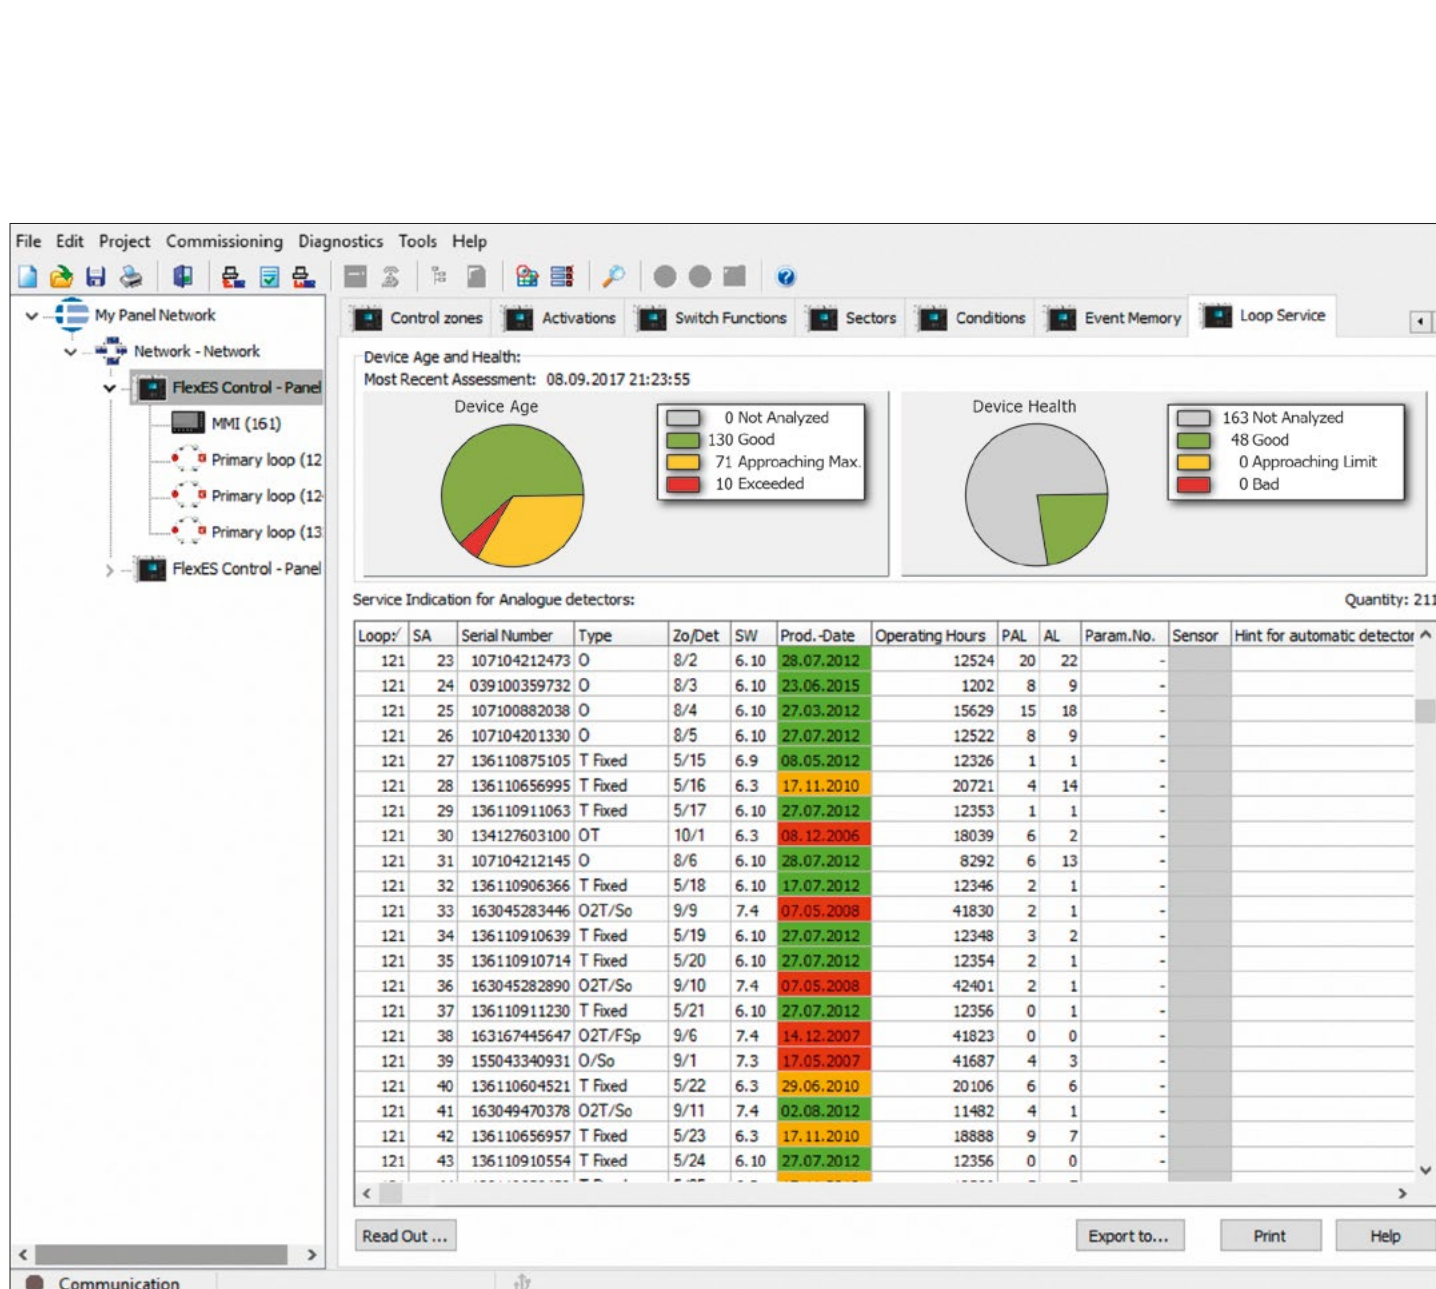 File Edit Project Commissioning Diagnostics Tools Help
My Panel Network
Network - Network
FlexES Control - Panel
MMI (161)
Primary loop (12
Primary loop (12
Primary loop (13
FlexES Control - Panel
Control zones Activations Switch Functions Sectors Conditions Event Memory Loop Service
Device Age and Health:
Most Recent Assessment: 08.09.2017 21:23:55
Device Age
0 Not Analyzed
130 Good
71 Approaching Max.
10 Exceeded
Device Health
163 Not Analyzed
48 Good
0 Approaching Limit
0 Bad
Service Indication for Analogue detectors: Quantity: 211
Loop: SA Serial Number Type Zo/Det SW Prod.-Date Operating Hours PAL AL Param.No. Sensor Hint for automatic detector
121 23 107104212473 O 8/2 6.10 28.07.2012 12524 20 22 -
121 24 039100359732 O 8/3 6.10 23.06.2015 1202 8 9 -
121 25 107100882038 O 8/4 6.10 27.03.2012 15629 15 18 -
121 26 107104201330 O 8/5 6.10 27.07.2012 12522 8 9 -
121 27 136110875105 T Fixed 5/15 6.9 08.05.2012 12326 1 1 -
121 28 136110656995 T Fixed 5/16 6.3 17.11.2010 20721 4 14 -
121 29 136110911063 T Fixed 5/17 6.10 27.07.2012 12353 1 1 -
121 30 134127603100 OT 10/1 6.3 08.12.2006 18039 6 2 -
121 31 107104212145 O 8/6 6.10 28.07.2012 8292 6 13 -
121 32 136110906366 T Fixed 5/18 6.10 17.07.2012 12346 2 1 -
121 33 163045283446 O2T/So 9/9 7.4 07.05.2008 41830 2 1 -
121 34 136110910639 T Fixed 5/19 6.10 27.07.2012 12348 3 2 -
121 35 136110910714 T Fixed 5/20 6.10 27.07.2012 12354 2 1 -
121 36 163045282890 O2T/So 9/10 7.4 07.05.2008 42401 2 1 -
121 37 136110911230 T Fixed 5/21 6.10 27.07.2012 12356 0 1 -
121 38 163167445647 O2T/FSp 9/6 7.4 14.12.2007 41823 0 0 -
121 39 155043340931 O/So 9/1 7.3 17.05.2007 41687 4 3 -
121 40 136110604521 T Fixed 5/22 6.3 29.06.2010 20106 6 6 -
121 41 163049470378 O2T/So 9/11 7.4 02.08.2012 11482 4 1 -
121 42 136110656957 T Fixed 5/23 6.3 17.11.2010 18888 9 7 -
121 43 136110910554 T Fixed 5/24 6.10 27.07.2012 12356 0 0 -
Read Out ... Export to... Print Help
Communication